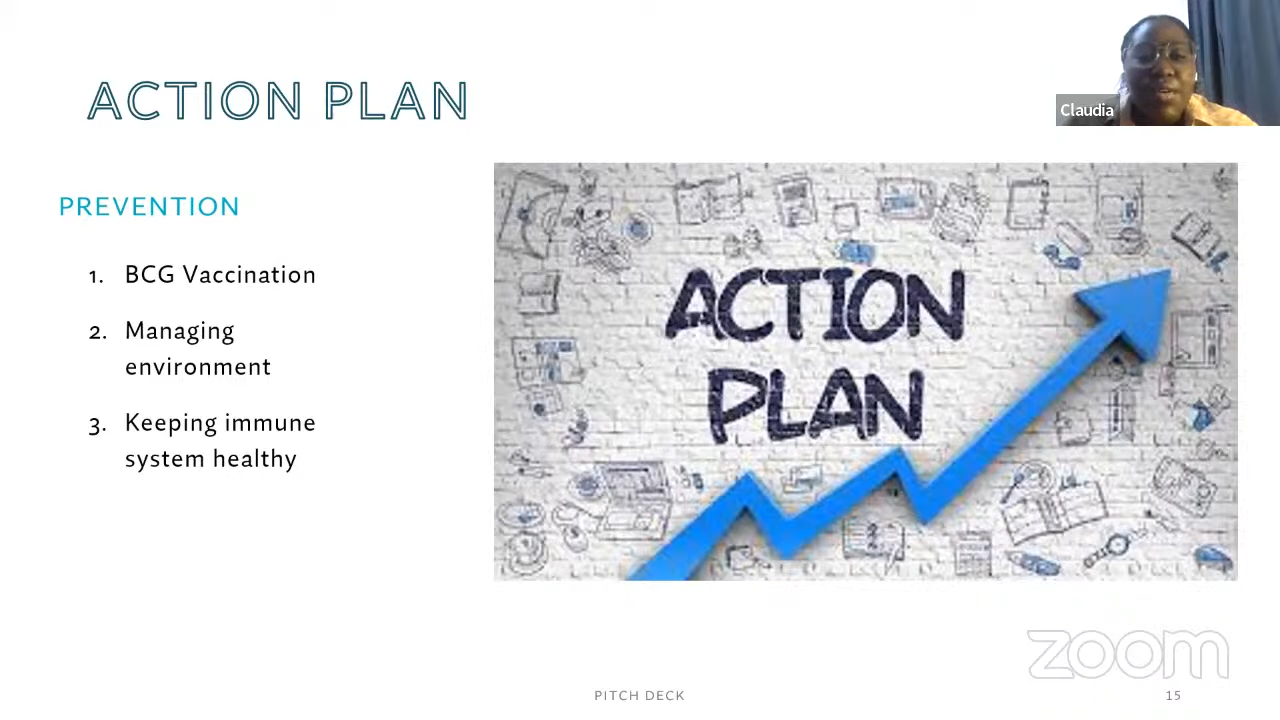 ACTION PLAN
Claudia
PREVENTION
1. BCG Vaccination
2. Managing
environment
3. Keeping immune
system healthy
ACTION
PLAN
zoom
PITCH DECK
15